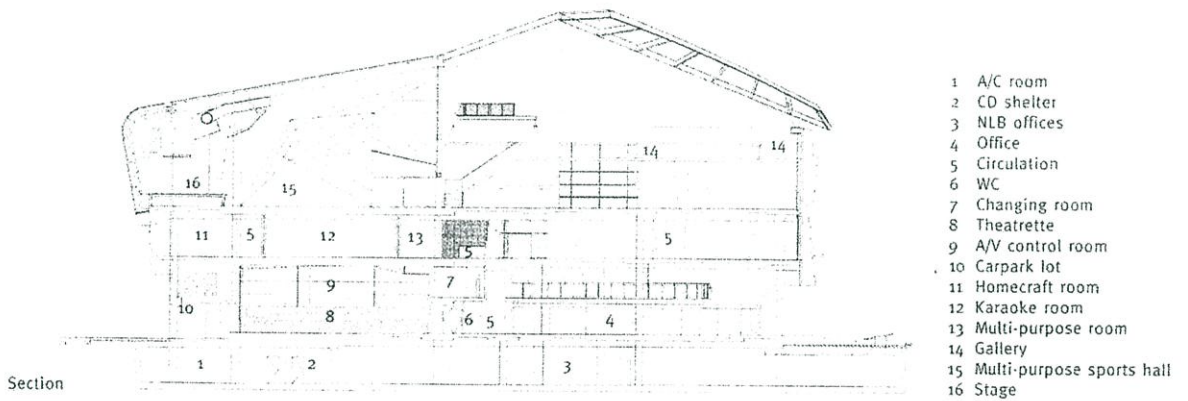 14
14
16
15
11
5
12
13
5
5
9
7
10
8
6
5
4
1
2
3
Section
1 A/C room
2 CD shelter
3 NLB offices
4 Office
5 Circulation
6 WC
7 Changing room
8 Theatrette
9 A/V control room
10 Carpark lot
11 Homecraft room
12 Karaoke room
13 Multi-purpose room
14 Gallery
15 Multi-purpose sports hall
16 Stage